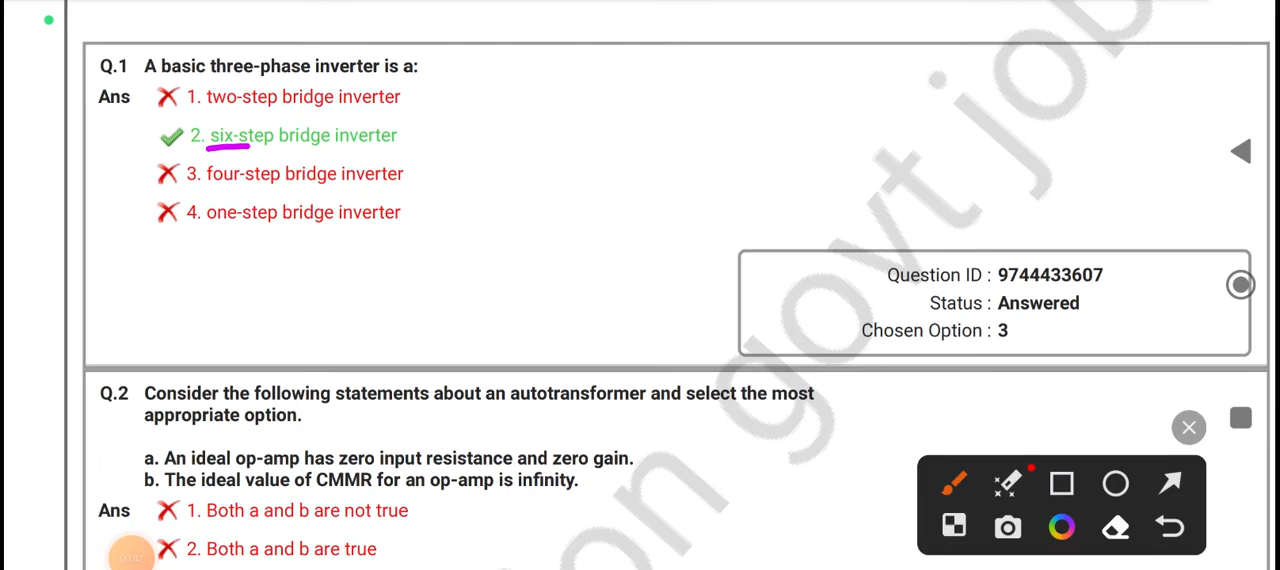 Q.1 A basic three-phase inverter is a:
Ans 1. two-step bridge inverter
2. six-step bridge inverter
3. four-step bridge inverter
4. one-step bridge inverter
Question ID : 9744433607
Status : Answered
Chosen Option : 3
Q.2 Consider the following statements about an autotransformer and select the most
appropriate option.
a. An ideal op-amp has zero input resistance and zero gain.
b. The ideal value of CMMR for an op-amp is infinity.
Ans 1. Both a and b are not true
2. Both a and b are true
on govt job